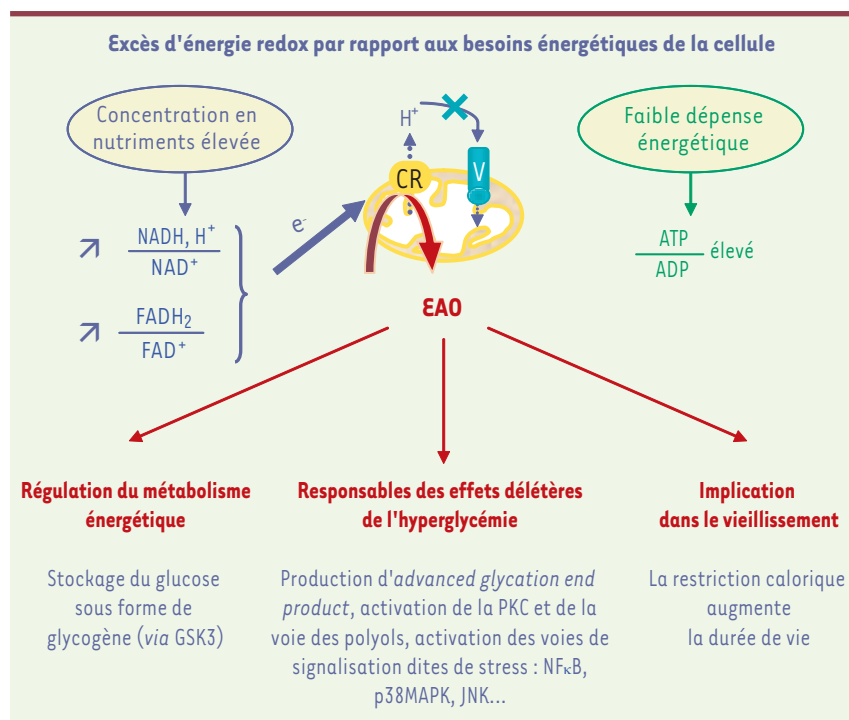 Excès d'énergie redox par rapport aux besoins énergétiques de la cellule
Concentration en
nutriments élevée
H+
CR
V
Faible dépense
énergétique
NADH, H+
NAD+
e-
ATP
ADP
élevé
FADH2
FAD+
EAO
Régulation du métabolisme
énergétique
Stockage du glucose
sous forme de
glycogène (via GSK3)
Responsables des effets délétères
de l'hyperglycémie
Production d'advanced glycation end
product, activation de la PKC et de la
voie des polyols, activation des voies de
signalisation dites de stress : NFκB,
p38MAPK, JNK...
Implication
dans le vieillissement
La restriction calorique
augmente
la durée de vie